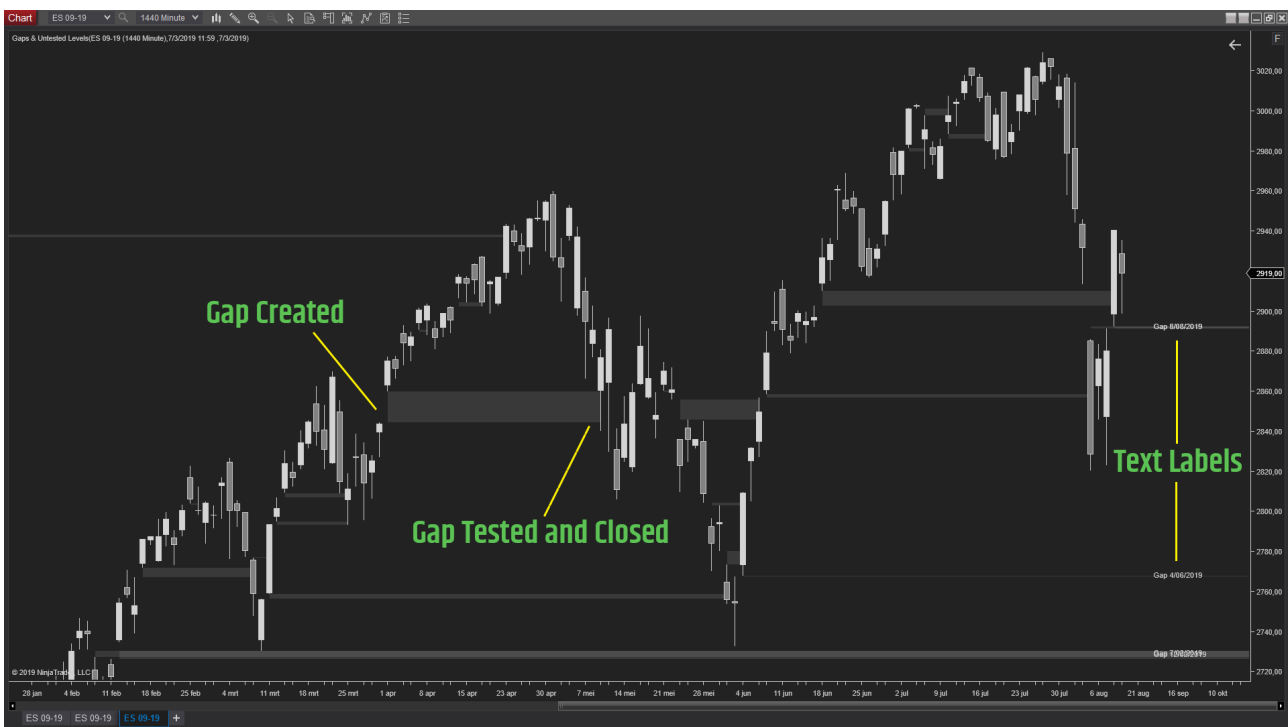 Chart ES 09-19 1440 Minute
Gaps & Untested Levels(ES 09-19 (1440 Minute),7/3/2019 11:59 ,7/3/2019)
F
3020,00
3000,00
2980,00
2960,00
2940,00
2919,00
2900,00
2880,00
2860,00
2840,00
2820,00
2800,00
2780,00
2760,00
2740,00
2720,00
Gap Created
Gap 8/08/2019
Text Labels
Gap Tested and Closed
Gap 4/06/2019
© 2019 NinjaTrader, LLC
28 jan 4 feb 11 feb 18 feb 25 feb 4 mrt 11 mrt 18 mrt 25 mrt 1 apr 8 apr 15 apr 23 apr 30 apr 7 mei 14 mei 21 mei 28 mei 4 jun 11 jun 18 jun 25 jun 2 jul 9 jul 16 jul 23 jul 30 jul 6 aug 21 aug 16 sep 10 okt
ES 09-19 ES 09-19 ES 09-19 +